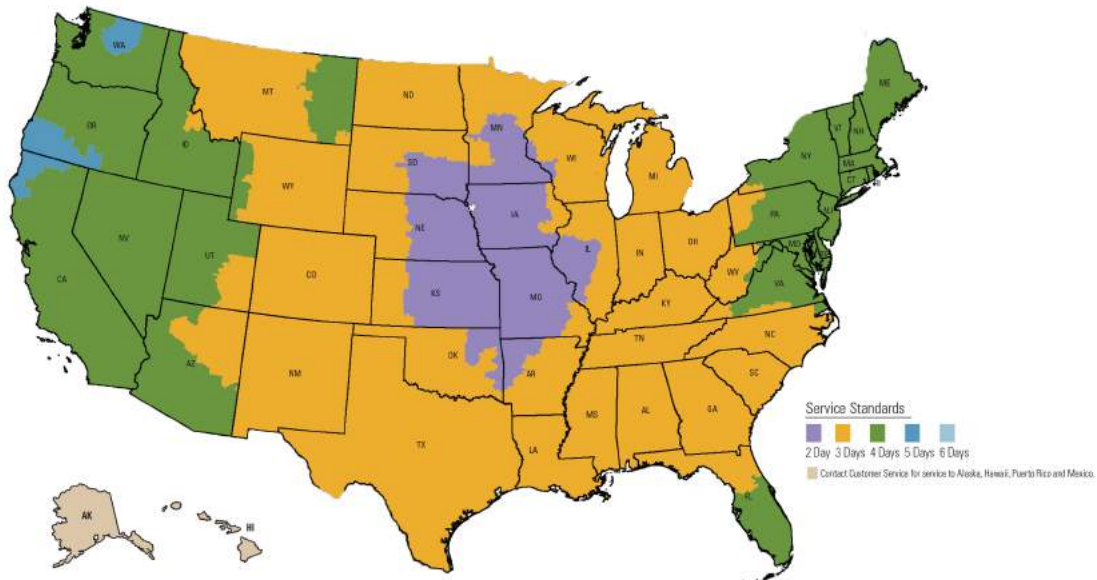 WA
MT
ND
MN
ME
OR
ID
SD
WI
VT
NH
NY
MA
CT
RI
WY
MI
NE
IA
PA
NJ
NV
UT
CO
IL
IN
OH
MD
CA
KS
MO
WY
VA
KY
AZ
NM
OK
AR
TN
NC
SC
TX
LA
MS
AL
GA
FL
AK
HI
Service Standards
2 Day 3 Days 4 Days 5 Days 6 Days
Contact Customer Service for service to Alaska, Hawaii, Puerto Rico and Mexico.